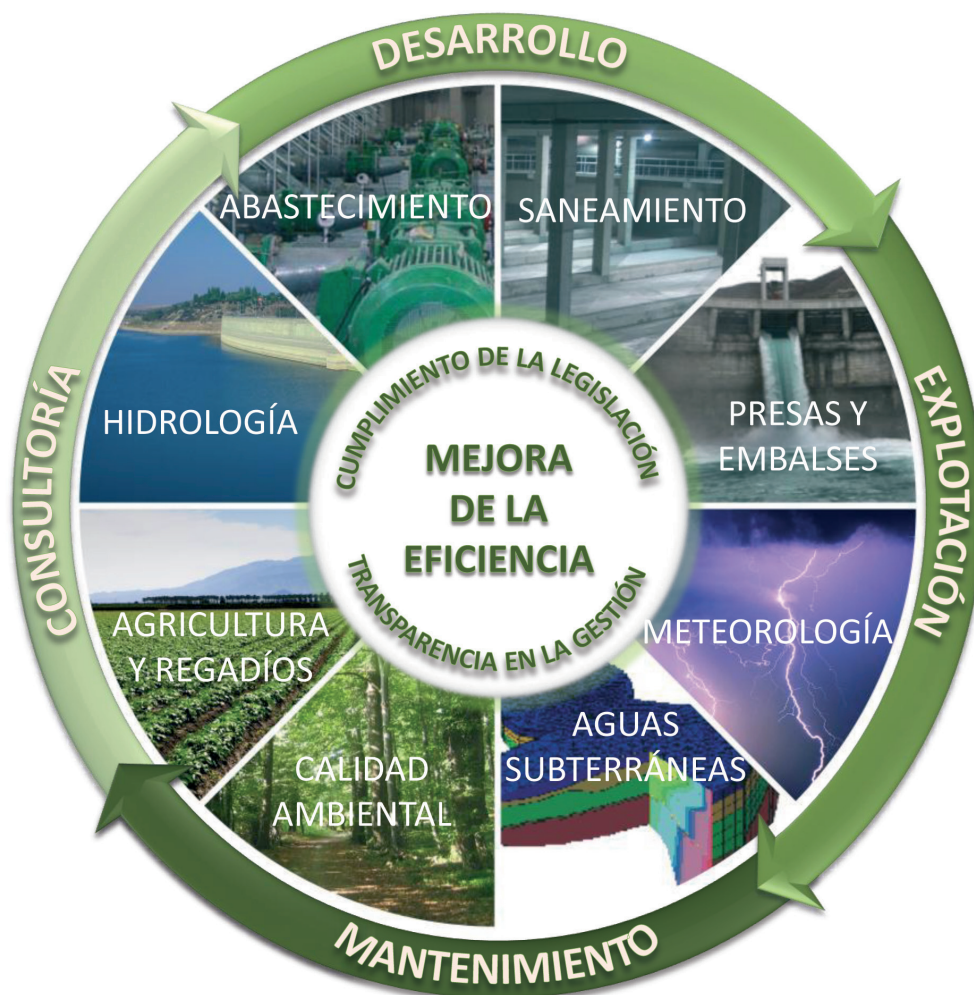 DESARROLLO
ABASTECIMIENTO
SANEAMIENTO
HIDROLOGÍA
PRESAS Y
EMBALSES
CONSULTORÍA
EXPLOTACIÓN
CUMPLIMIENTO DE LA LEGISLACIÓN
MEJORA
DE LA
EFICIENCIA
TRANSPARENCIA EN LA GESTIÓN
AGRICULTURA
Y REGADÍOS
METEOROLOGÍA
CALIDAD
AMBIENTAL
AGUAS
SUBTERRÁNEAS
MANTENIMIENTO